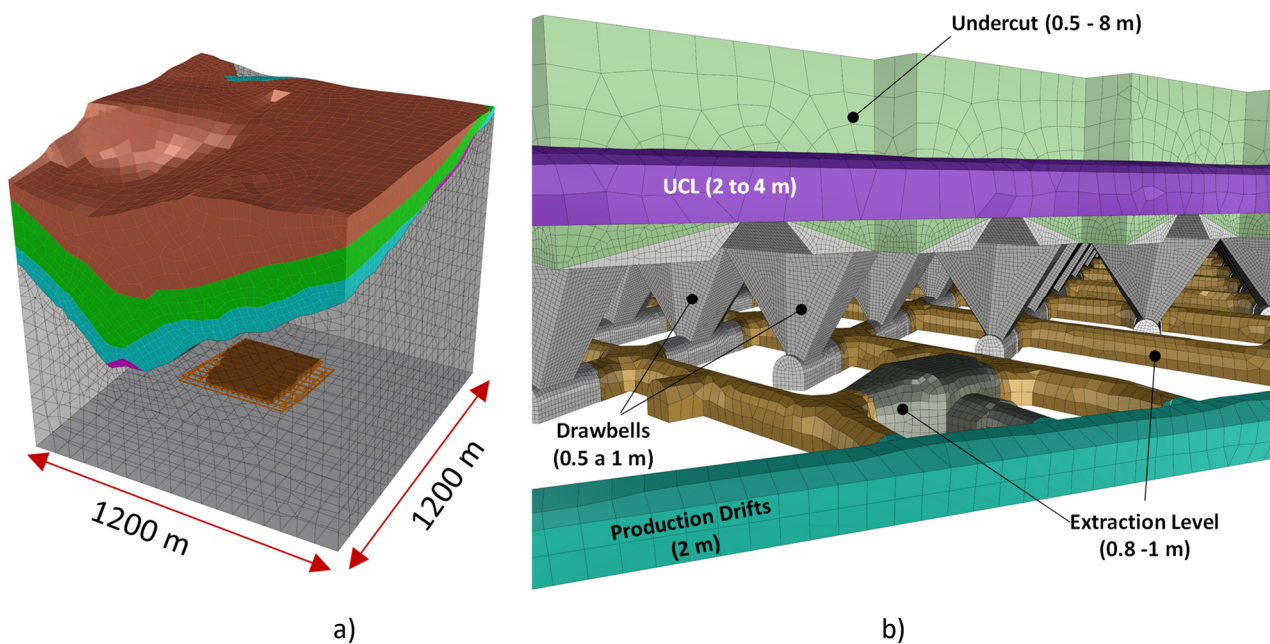 1200 m
1200 m
a)
Undercut (0.5 - 8 m)
UCL (2 to 4 m)
Drawbells
(0.5 a 1 m)
Production Drifts
(2 m)
Extraction Level
(0.8 -1 m)
b)